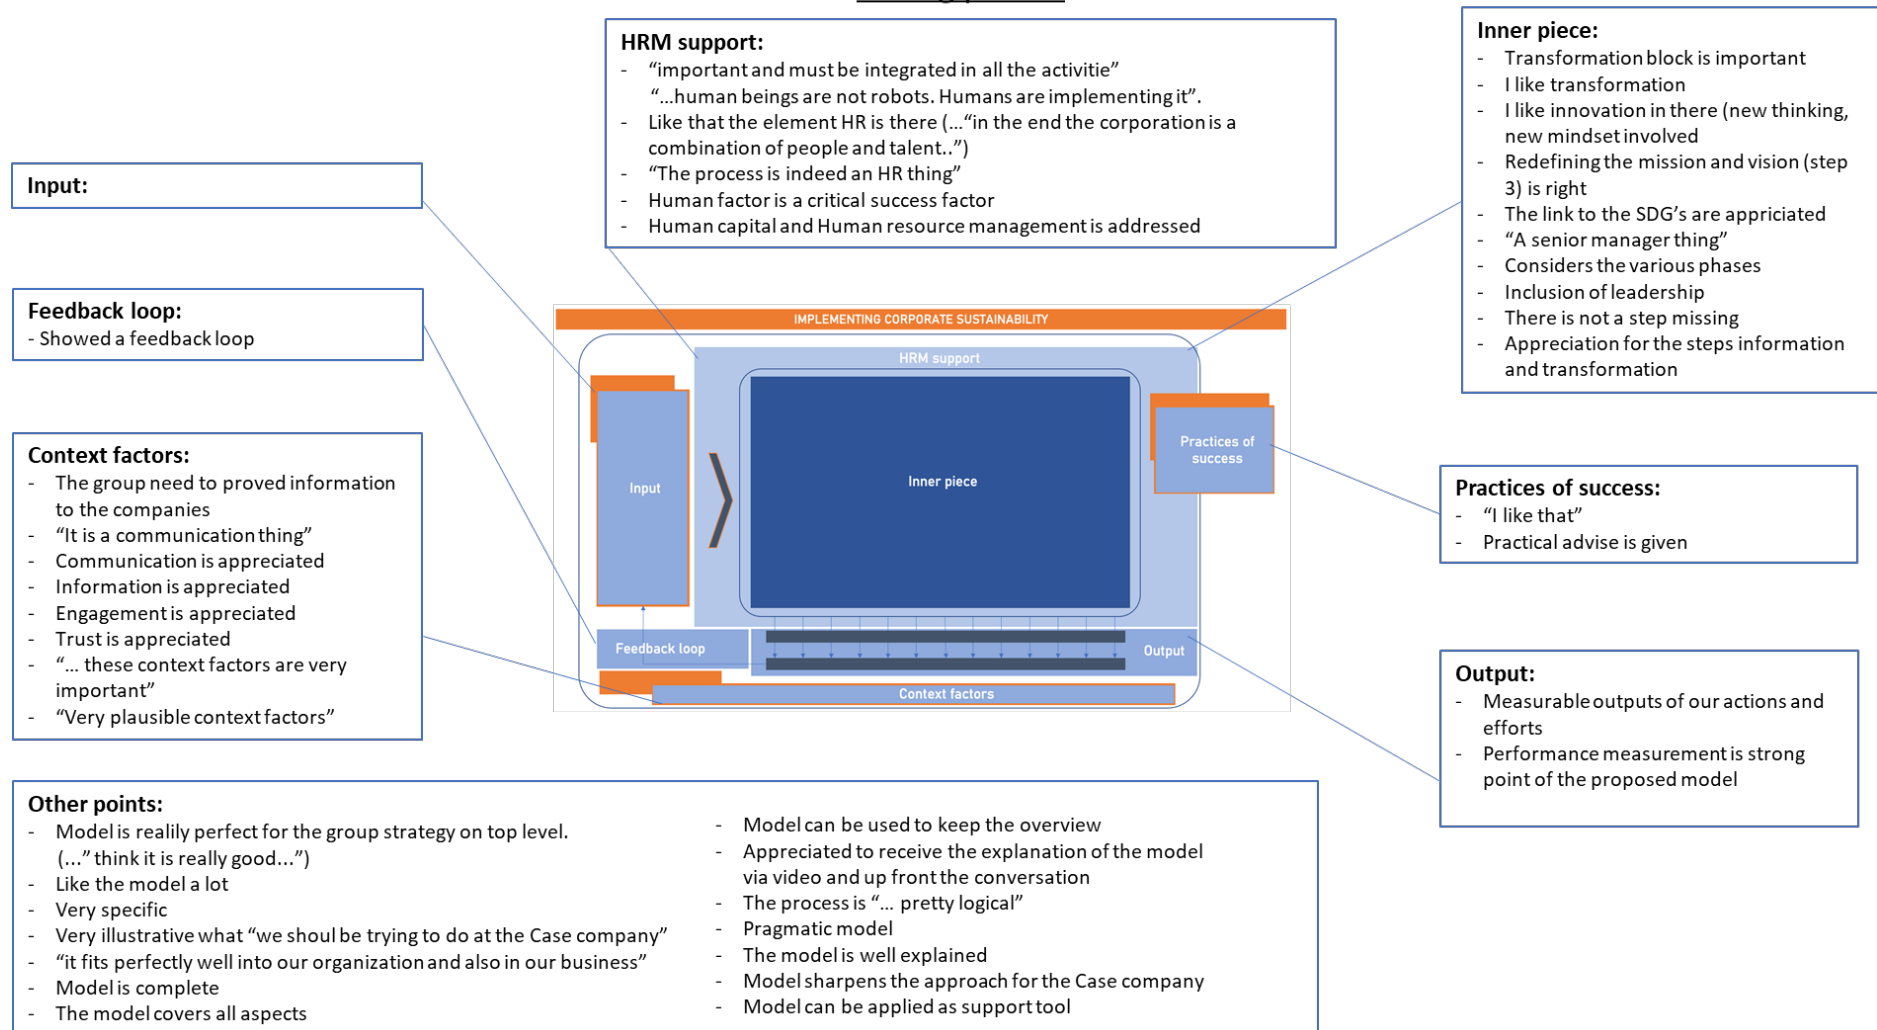 HRM support:
- “important and must be integrated in all the activitie”
“...human beings are not robots. Humans are implementing it”.
- Like that the element HR is there (...“in the end the corporation is a
combination of people and talent..”)
- “The process is indeed an HR thing”
- Human factor is a critical success factor
- Human capital and Human resource management is addressed
Inner piece:
- Transformation block is important
- I like transformation
- I like innovation in there (new thinking,
new mindset involved
- Redefining the mission and vision (step
3) is right
- The link to the SDG’s are appriciated
- “A senior manager thing”
- Considers the various phases
- Inclusion of leadership
- There is not a step missing
- Appreciation for the steps information
and transformation
Input:
Feedback loop:
- Showed a feedback loop
Context factors:
- The group need to proved information
to the companies
- “It is a communication thing”
- Communication is appreciated
- Information is appreciated
- Engagement is appreciated
- Trust is appreciated
- “... these context factors are very
important”
- “Very plausible context factors”
IMPLEMENTING CORPORATE SUSTAINABILITY
HRM support
Input
Inner piece
Practices of
success
Feedback loop
Output
Context factors
Practices of success:
- “I like that”
- Practical advise is given
Output:
- Measurable outputs of our actions and
efforts
- Performance measurement is strong
point of the proposed model
Other points:
- Model is realily perfect for the group strategy on top level.
(...” think it is really good...”)
- Like the model a lot
- Very specific
- Very illustrative what “we shoul be trying to do at the Case company”
- “it fits perfectly well into our organization and also in our business”
- Model is complete
- The model covers all aspects
- Model can be used to keep the overview
- Appreciated to receive the explanation of the model
via video and up front the conversation
- The process is “... pretty logical”
- Pragmatic model
- The model is well explained
- Model sharpens the approach for the Case company
- Model can be applied as support tool